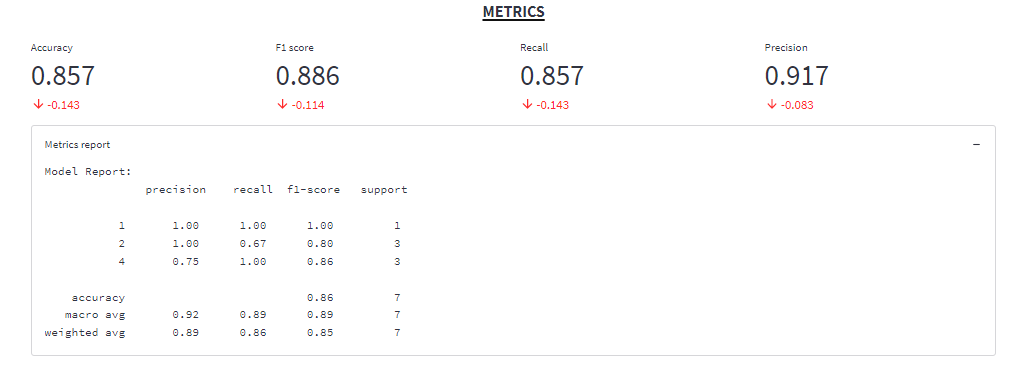 METRICS
Accuracy F1 score Recall Precision
0.857 0.886 0.857 0.917
↓ -0.143 ↓ -0.114 ↓ -0.143 ↓ -0.083
Metrics report −
Model Report:
precision recall f1-score support
1 1.00 1.00 1.00 1
2 1.00 0.67 0.80 3
4 0.75 1.00 0.86 3
accuracy 0.86 7
macro avg 0.92 0.89 0.89 7
weighted avg 0.89 0.86 0.85 7